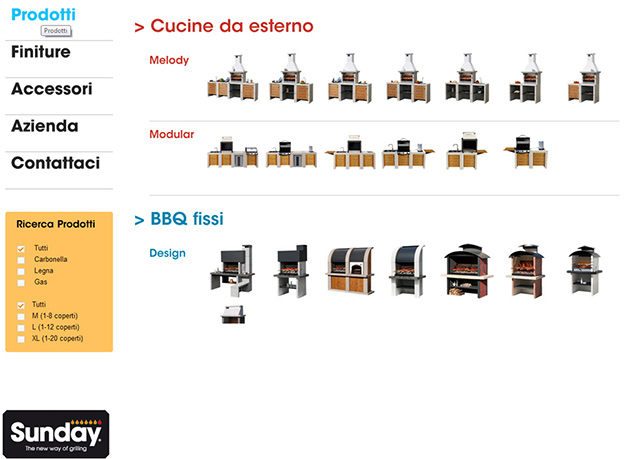 Prodotti
Prodotti
Finiture
Accessori
Azienda
Contattaci
Ricerca Prodotti
Tutti
Carbonella
Legna
Gas
Tutti
M (1-8 coperti)
L (1-12 coperti)
XL (1-20 coperti)
Sunday
The new way of grilling
> Cucine da esterno
Melody
Modular
> BBQ fissi
Design